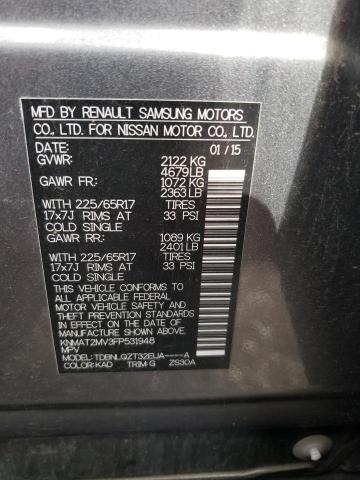 MFD BY RENAULT SAMSUNG MOTORS
CO., LTD. FOR NISSAN MOTOR CO., LTD.
DATE: 01/15
GVWR: 2122 KG
4679LB
GAWR FR: 1072 KG
2363 LB
WITH 225/65R17 TIRES
17x7J RIMS AT 33 PSI
COLD SINGLE
GAWR RR: 1089 KG
2401 LB
WITH 225/65R17 TIRES
17x7J RIMS AT 33 PSI
COLD SINGLE
THIS VEHICLE CONFORMS TO ALL
APPLICABLE FEDERAL MOTOR
VEHICLE SAFETY AND BUMPER AND
THEFT PREVENTION STANDARDS
IN EFFECT ON THE DATE OF
MANUFACTURE SHOWN ABOVE.
KNMAT2MV3FP531948
MPV
MODEL: TDBNLQZT32EUA----A
COLOR:KAD TRIM:G ZS30A